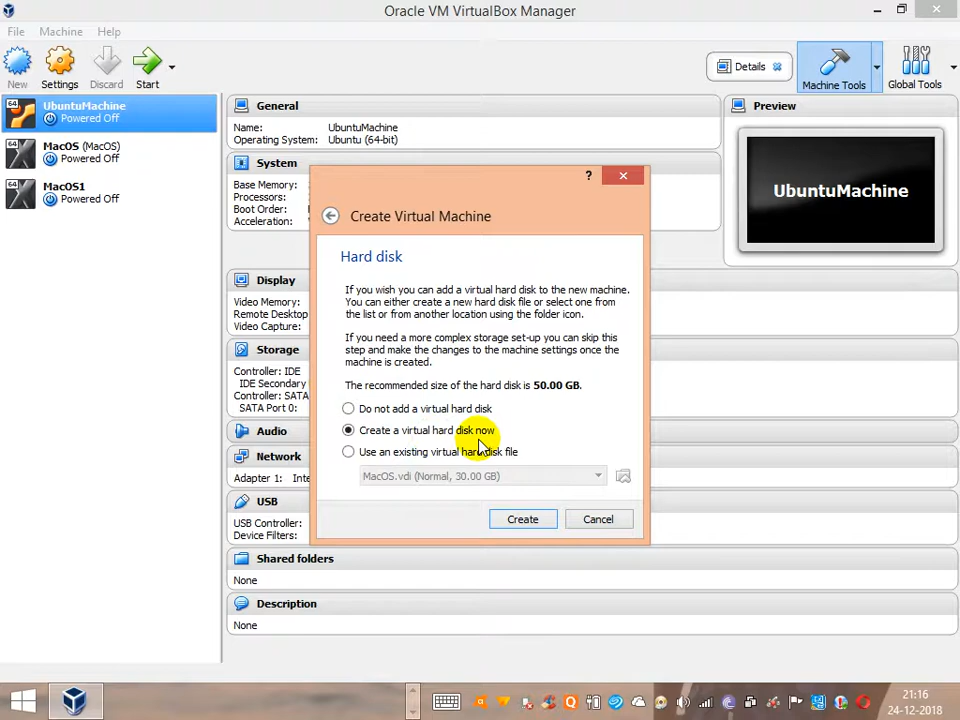 Oracle VM VirtualBox Manager
File Machine Help
New Settings Discard Start
Details
Machine Tools
Global Tools
64 UbuntuMachine
Powered Off
64 MacOS (MacOS)
Powered Off
64 MacOS1
Powered Off
General
Name: UbuntuMachine
Operating System: Ubuntu (64-bit)
System
Base Memory:
Processors:
Boot Order:
Acceleration:
Preview
UbuntuMachine
Display
Video Memory:
Remote Desktop
Video Capture:
Storage
Controller: IDE
IDE Secondary
Controller: SATA
SATA Port 0:
Audio
Network
Adapter 1: Inte
USB
USB Controller:
Device Filters:
Shared folders
None
Description
None
?
Create Virtual Machine
Hard disk
If you wish you can add a virtual hard disk to the new machine.
You can either create a new hard disk file or select one from
the list or from another location using the folder icon.
If you need a more complex storage set-up you can skip this
step and make the changes to the machine settings once the
machine is created.
The recommended size of the hard disk is 50.00 GB.
Do not add a virtual hard disk
Create a virtual hard disk now
Use an existing virtual hard disk file
MacOS.vdi (Normal, 30.00 GB)
Create
Cancel
21:16
24-12-2018